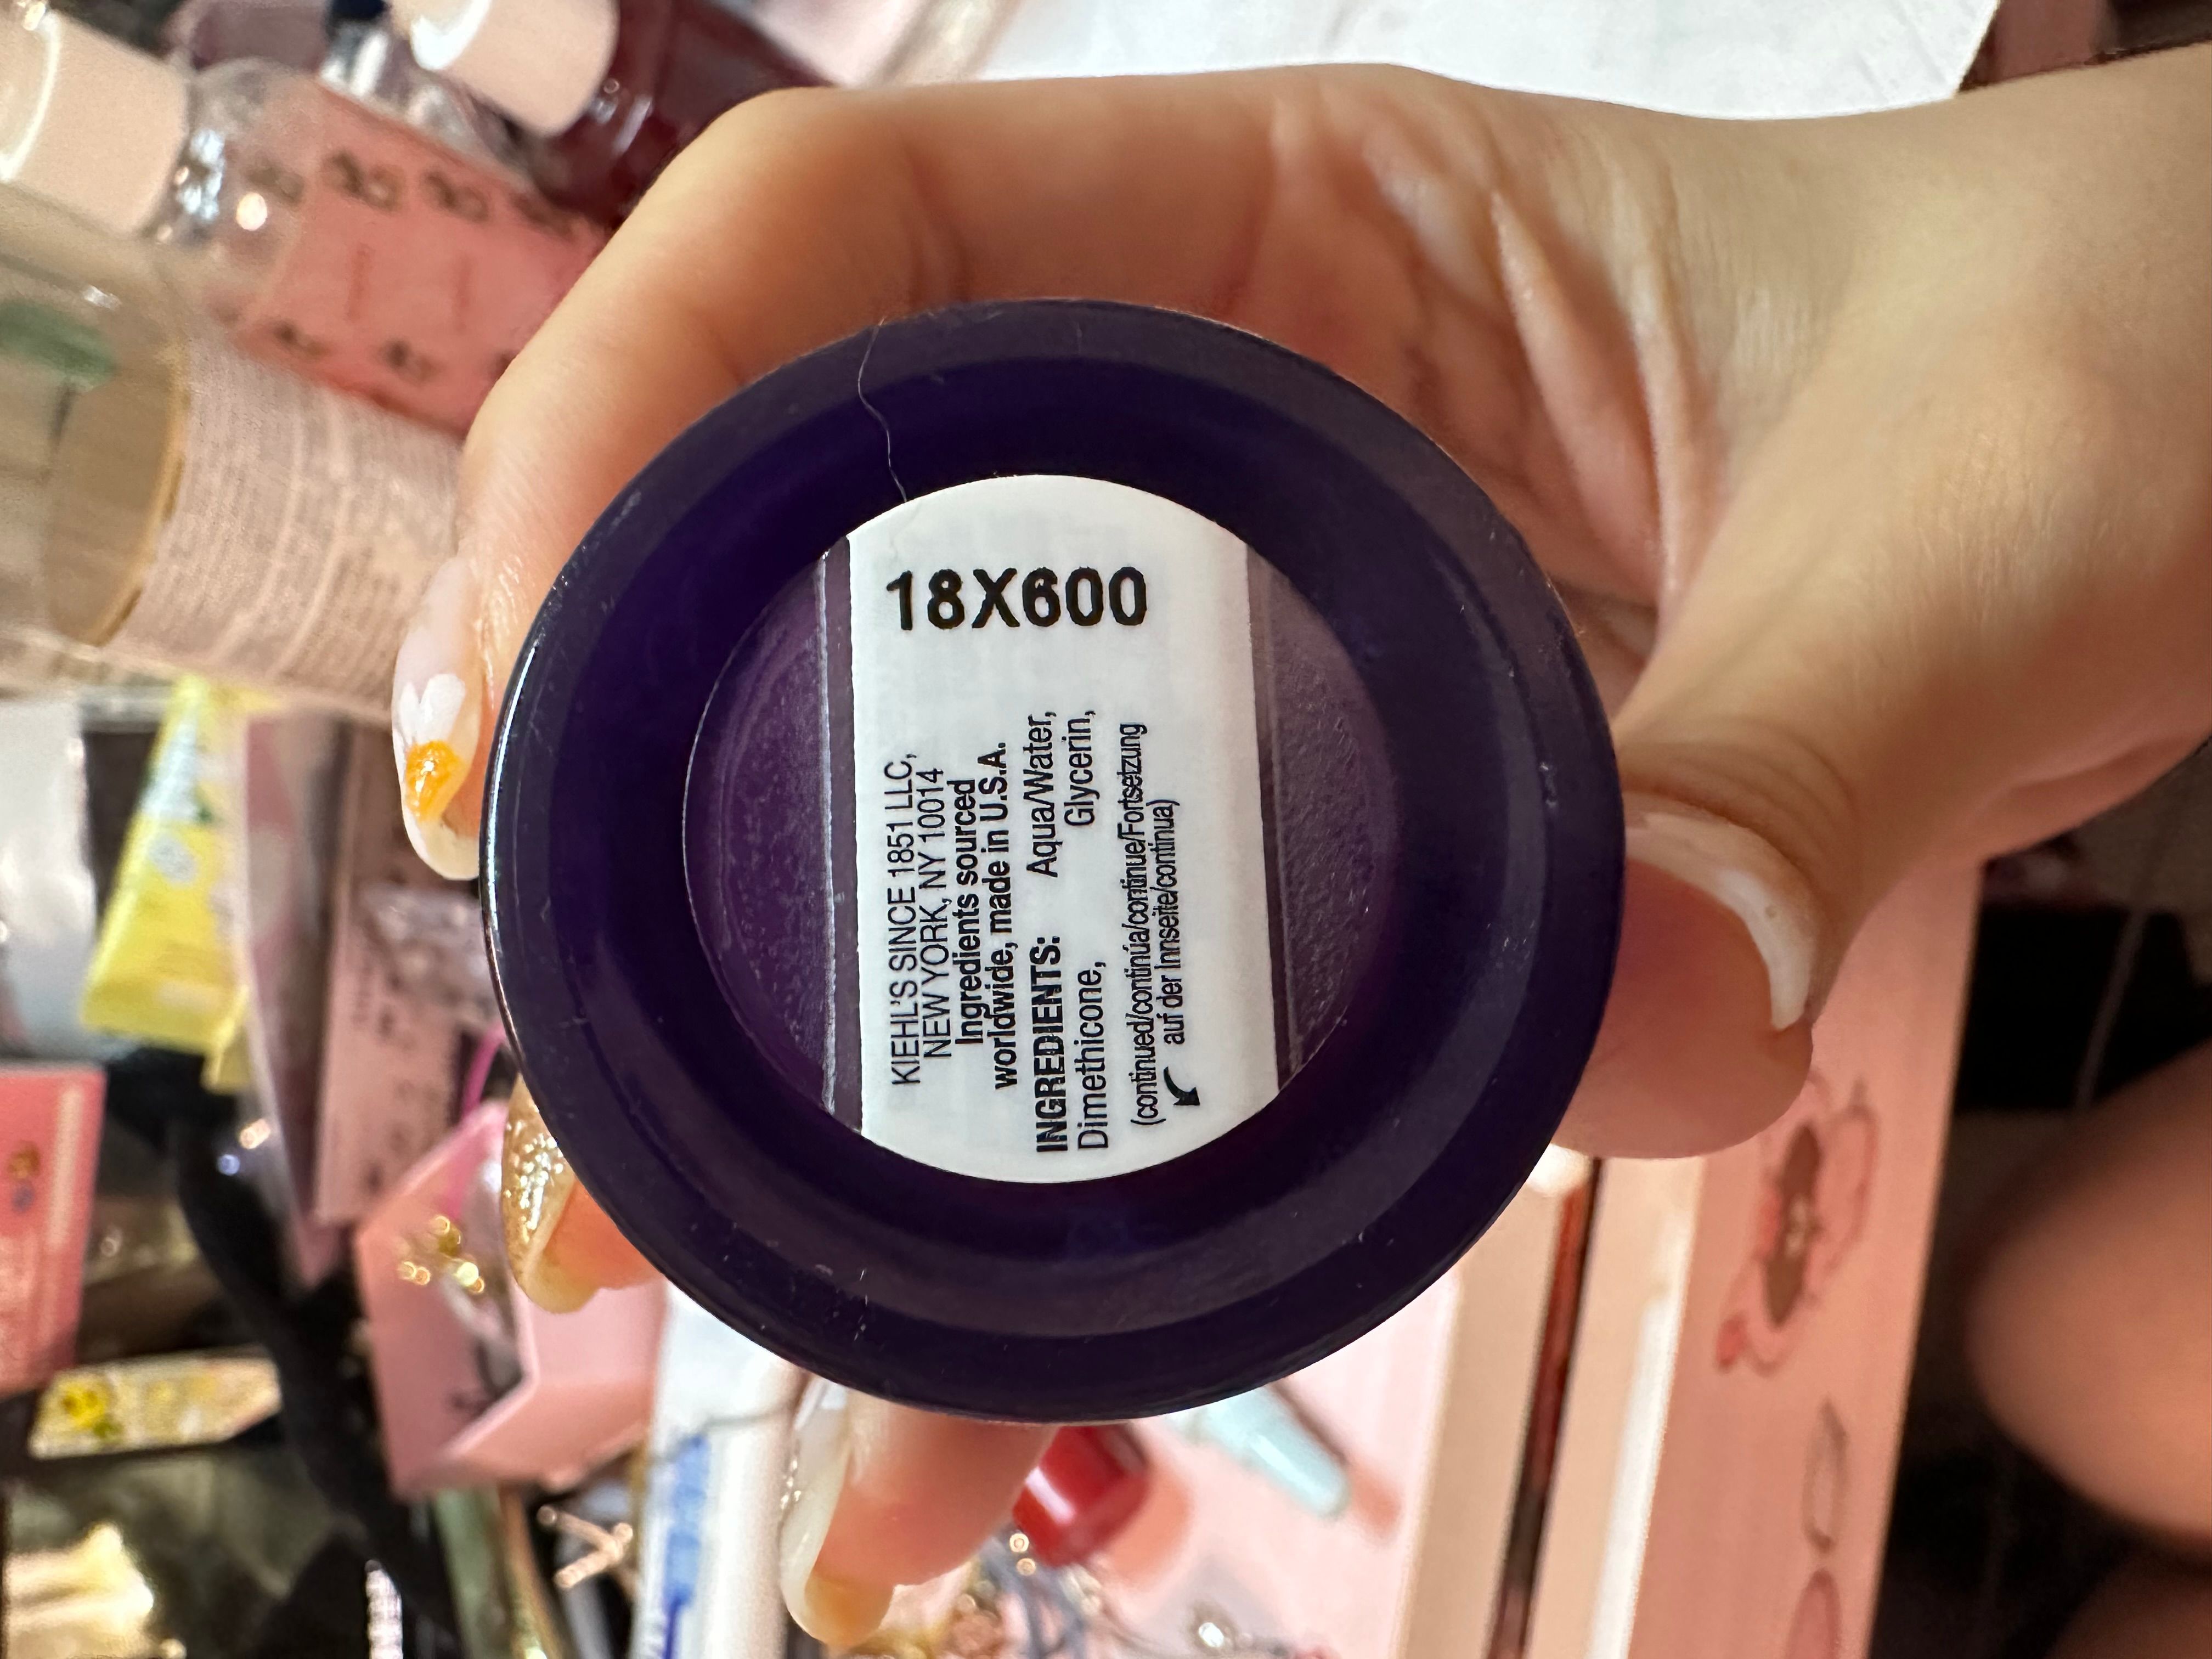 18X600
KIEHL'S SINCE 1851 LLC,
NEW YORK, NY 10014
Ingredients sourced
worldwide, made in U.S.A.
INGREDIENTS: Aqua/Water,
Dimethicone, Glycerin,
(continued/continúa/continue/Fortsetzung
auf der Innseite/continua)